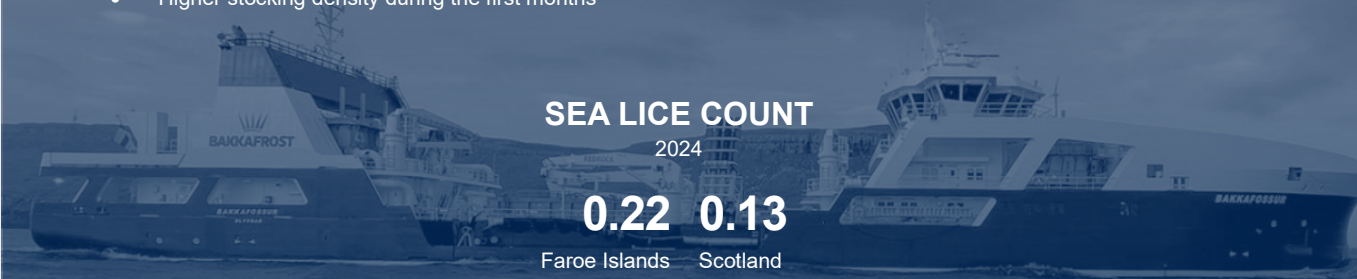 • Higher stocking density during the first months
SEA LICE COUNT
2024
BAKKAFROST
0.22 0.13
BAKKAFOSSUR
BAKKAFOSSUR
Faroe Islands Scotland